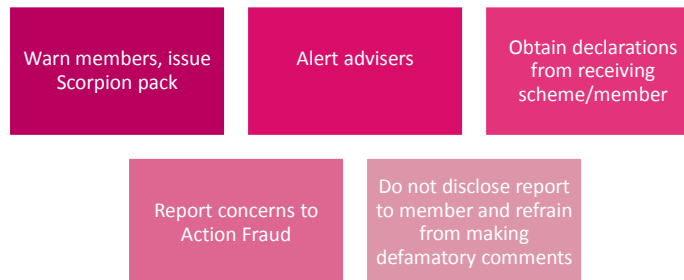 Warn members, issue
Scorpion pack
Alert advisers
Obtain declarations
from receiving
scheme/member
Report concerns to
Action Fraud
Do not disclose report
to member and refrain
from making
defamatory comments